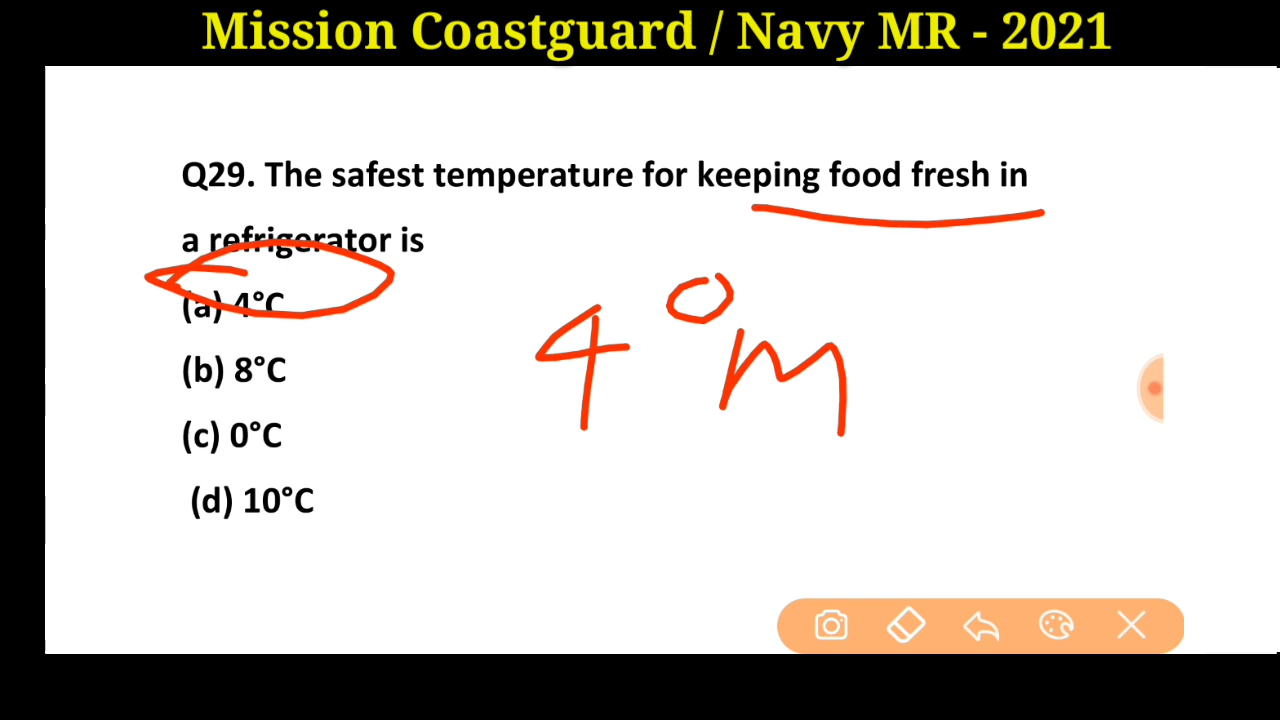 Mission Coastguard / Navy MR - 2021
Q29. The safest temperature for keeping food fresh in
a refrigerator is
(a) 4°C
4°m
(b) 8°C
(c) 0°C
(d) 10°C